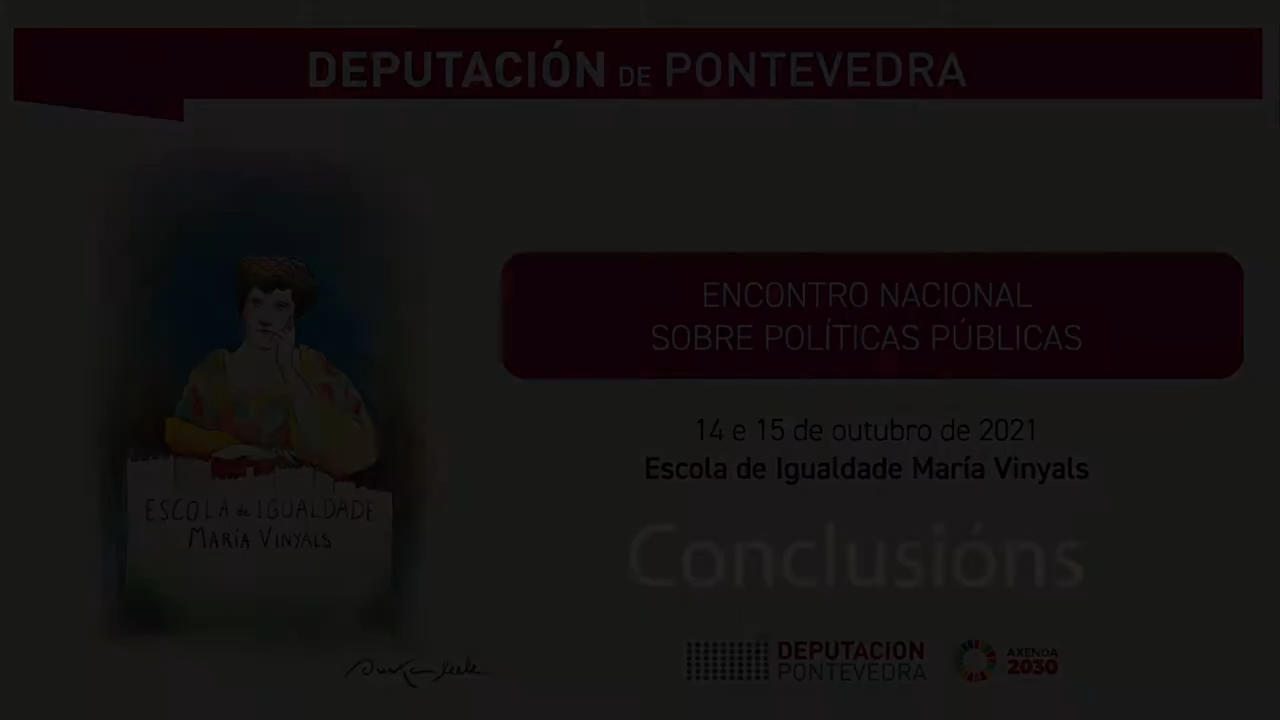 DEPUTACIÓN DE PONTEVEDRA
ENCONTRO NACIONAL
SOBRE POLÍTICAS PÚBLICAS
14 e 15 de outubro de 2021
Escola de Igualdade María Vinyals
Conclusións
ESCOLA de IGUALDADE
MARÍA VINYALS
DEPUTACION
PONTEVEDRA
AXENDA
2030